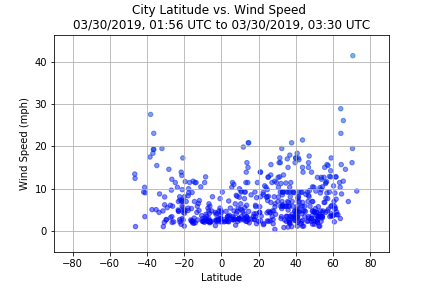 City Latitude vs. Wind Speed
03/30/2019, 01:56 UTC to 03/30/2019, 03:30 UTC
Wind Speed (mph)
40
30
20
10
0
−80 −60 −40 −20 0 20 40 60 80
Latitude